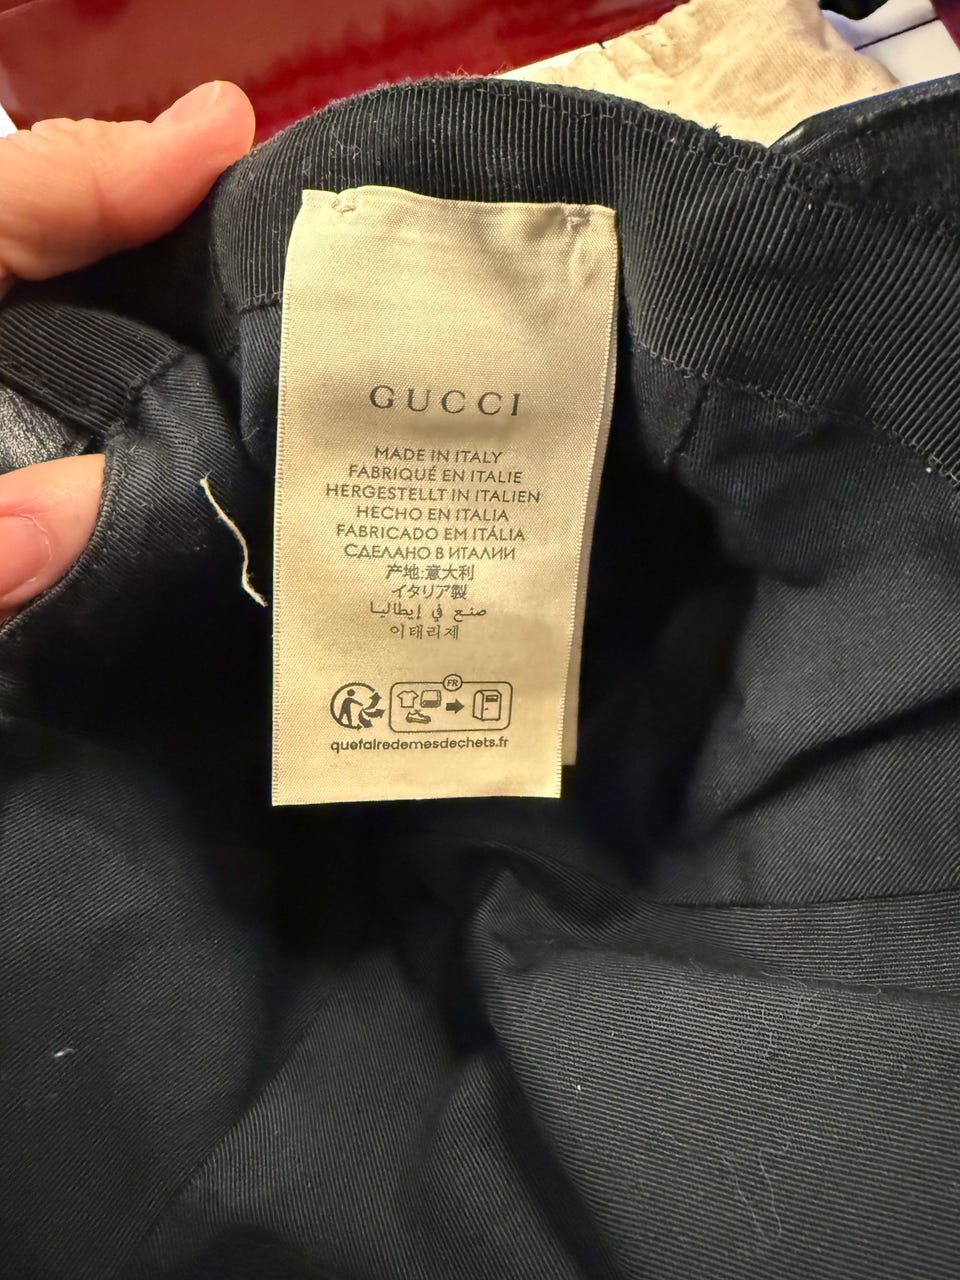 GUCCI
MADE IN ITALY
FABRIQUÉ EN ITALIE
HERGESTELLT IN ITALIEN
HECHO EN ITALIA
FABRICADO EM ITÁLIA
СДЕЛАНО В ИТАЛИИ
产地:意大利
イタリア製
صنع في إيطاليا
이태리제
FR
quefairedemesdechets.fr